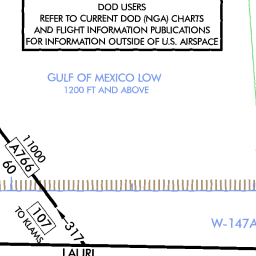 DOD USERS
REFER TO CURRENT DOD (NGA) CHARTS
AND FLIGHT INFORMATION PUBLICATIONS
FOR INFORMATION OUTSIDE OF U.S. AIRSPACE
GULF OF MEXICO LOW
1200 FT AND ABOVE
11000
A766
60
107
TO KLAMS
317
W-147A
LAURI